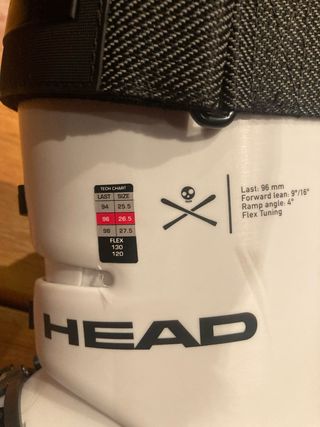 TECH CHART
LAST SIZE
94 25.5
96 26.5
98 27.5
FLEX
130
120
Last: 96 mm
Forward lean: 9°/16°
Ramp angle: 4°
Flex Tuning
HEAD